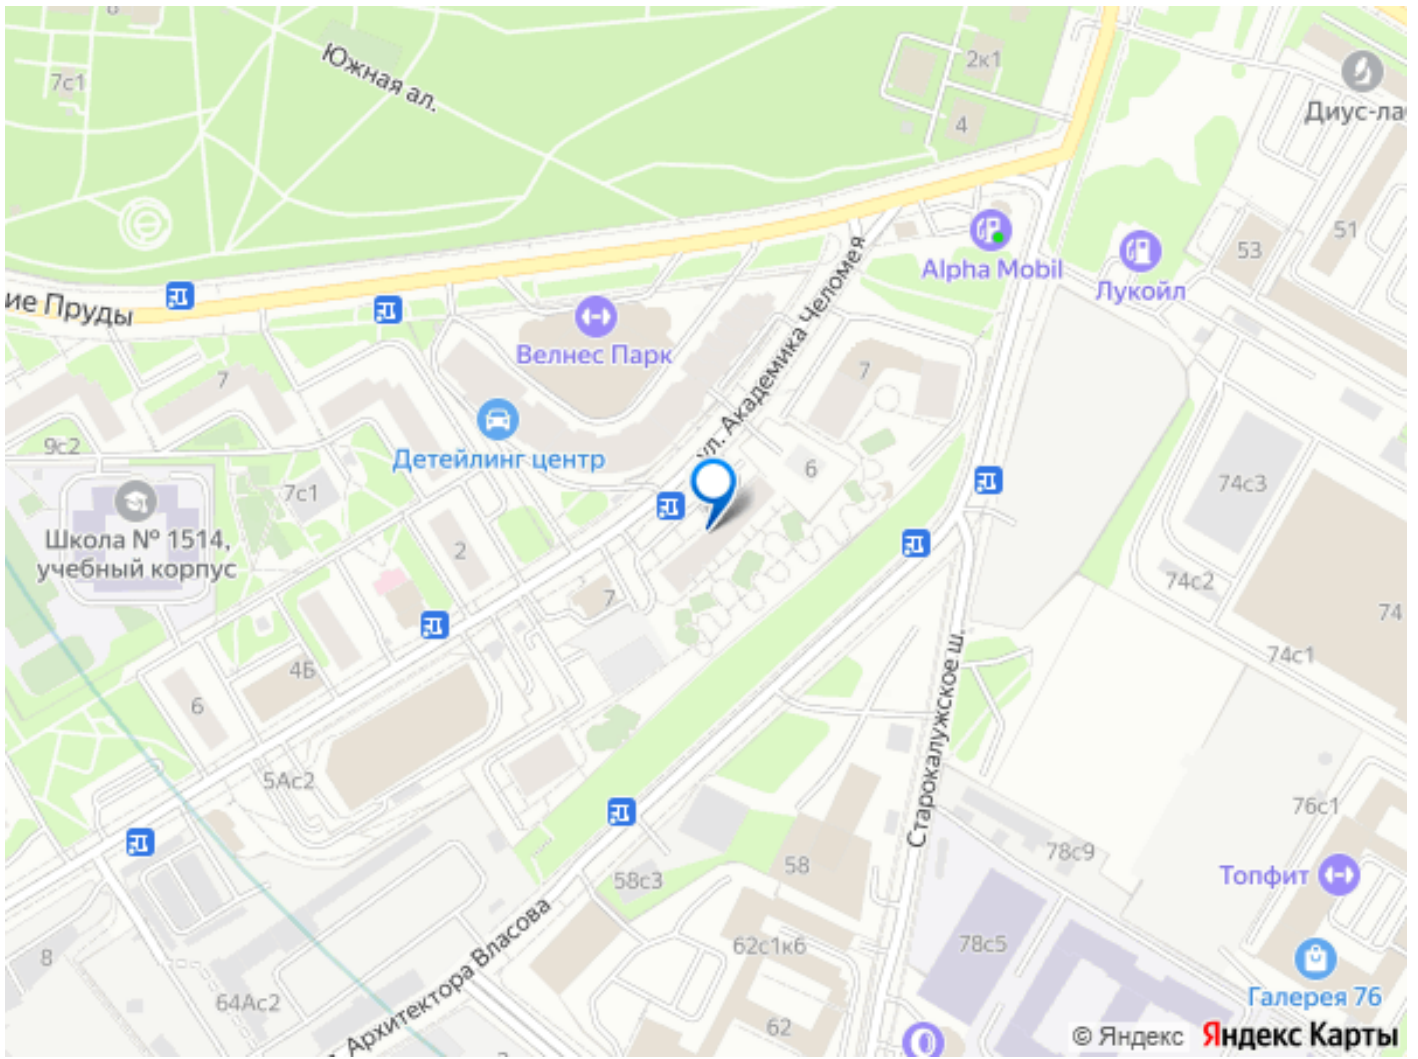 Южная ал.
7с1
2к1
4
Диус-ла
51
53
Alpha Mobil
Лукойл
ие Пруды
Велнес Парк
ул. Академика Челомея
7
7
9с2
Детейлинг центр
7с1
6
74с3
Школа № 1514,
учебный корпус
2
7
74с2
74
74с1
4Б
6
5Ас2
Старокалужское ш.
76с1
78с9
Топфит
58
58с3
Архитектора Власова
62с1к6
78с5
8
64Ас2
62
Галерея 76
© Яндекс
Яндекс Карты